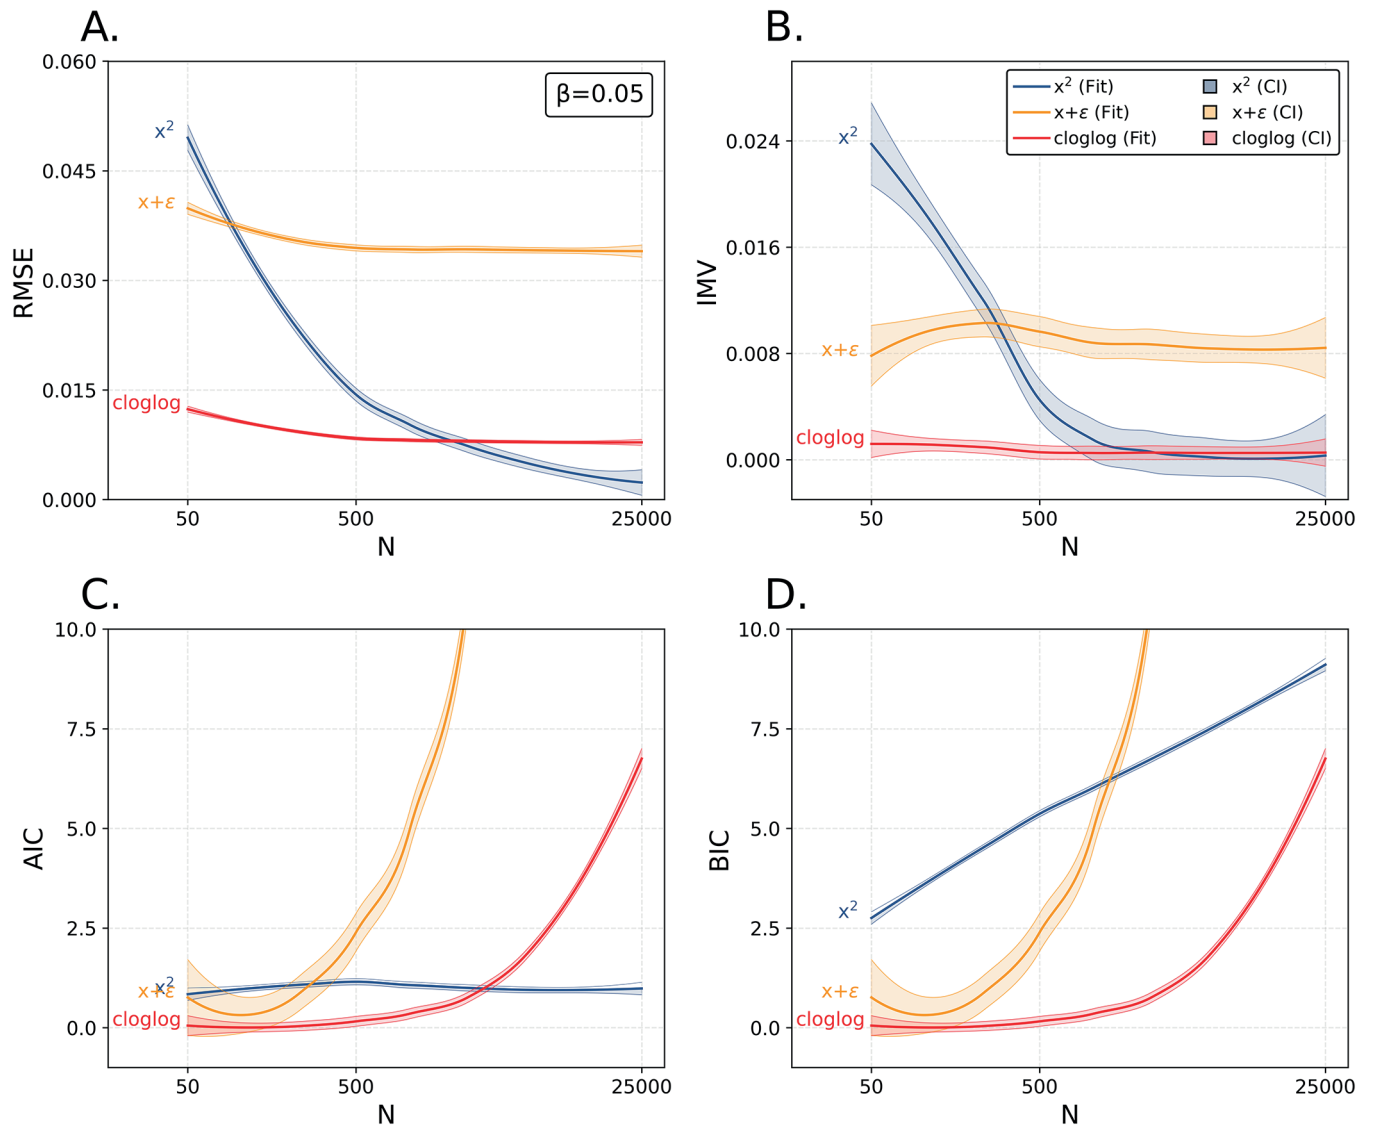 A.
0.060
0.045
0.030
0.015
0.000
RMSE
β=0.05
x²
x+ε
cloglog
50
500
25000
N
B.
0.024
0.016
0.008
0.000
IMV
x² (Fit)
x+ε (Fit)
cloglog (Fit)
x² (CI)
x+ε (CI)
cloglog (CI)
x²
x+ε
cloglog
50
500
25000
N
C.
10.0
7.5
5.0
2.5
0.0
AIC
x²
x+ε
cloglog
50
500
25000
N
D.
10.0
7.5
5.0
2.5
0.0
BIC
x²
x+ε
cloglog
50
500
25000
N